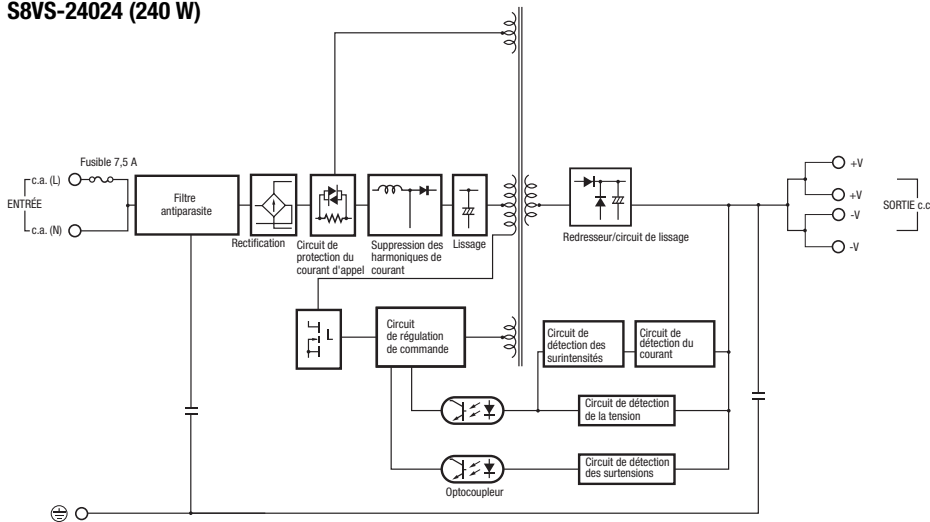 S8VS-24024 (240 W)
Fusible 7,5 A
c.a. (L)
ENTRÉE
c.a. (N)
Filtre
antiparasite
Rectification
Circuit de
protection du
courant d'appel
Suppression des
harmoniques de
courant
Lissage
Redresseur/circuit de lissage
+V
+V
-V
-V
SORTIE c.c
L
Circuit
de régulation
de commande
Circuit de
détection des
surintensités
Circuit de
détection du
courant
Circuit de détection
de la tension
Circuit de détection
des surtensions
Optocoupleur